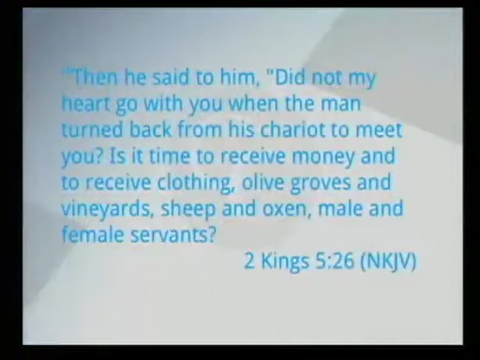 "Then he said to him, "Did not my
heart go with you when the man
turned back from his chariot to meet
you? Is it time to receive money and
to receive clothing, olive groves and
vineyards, sheep and oxen, male and
female servants?
2 Kings 5:26 (NKJV)